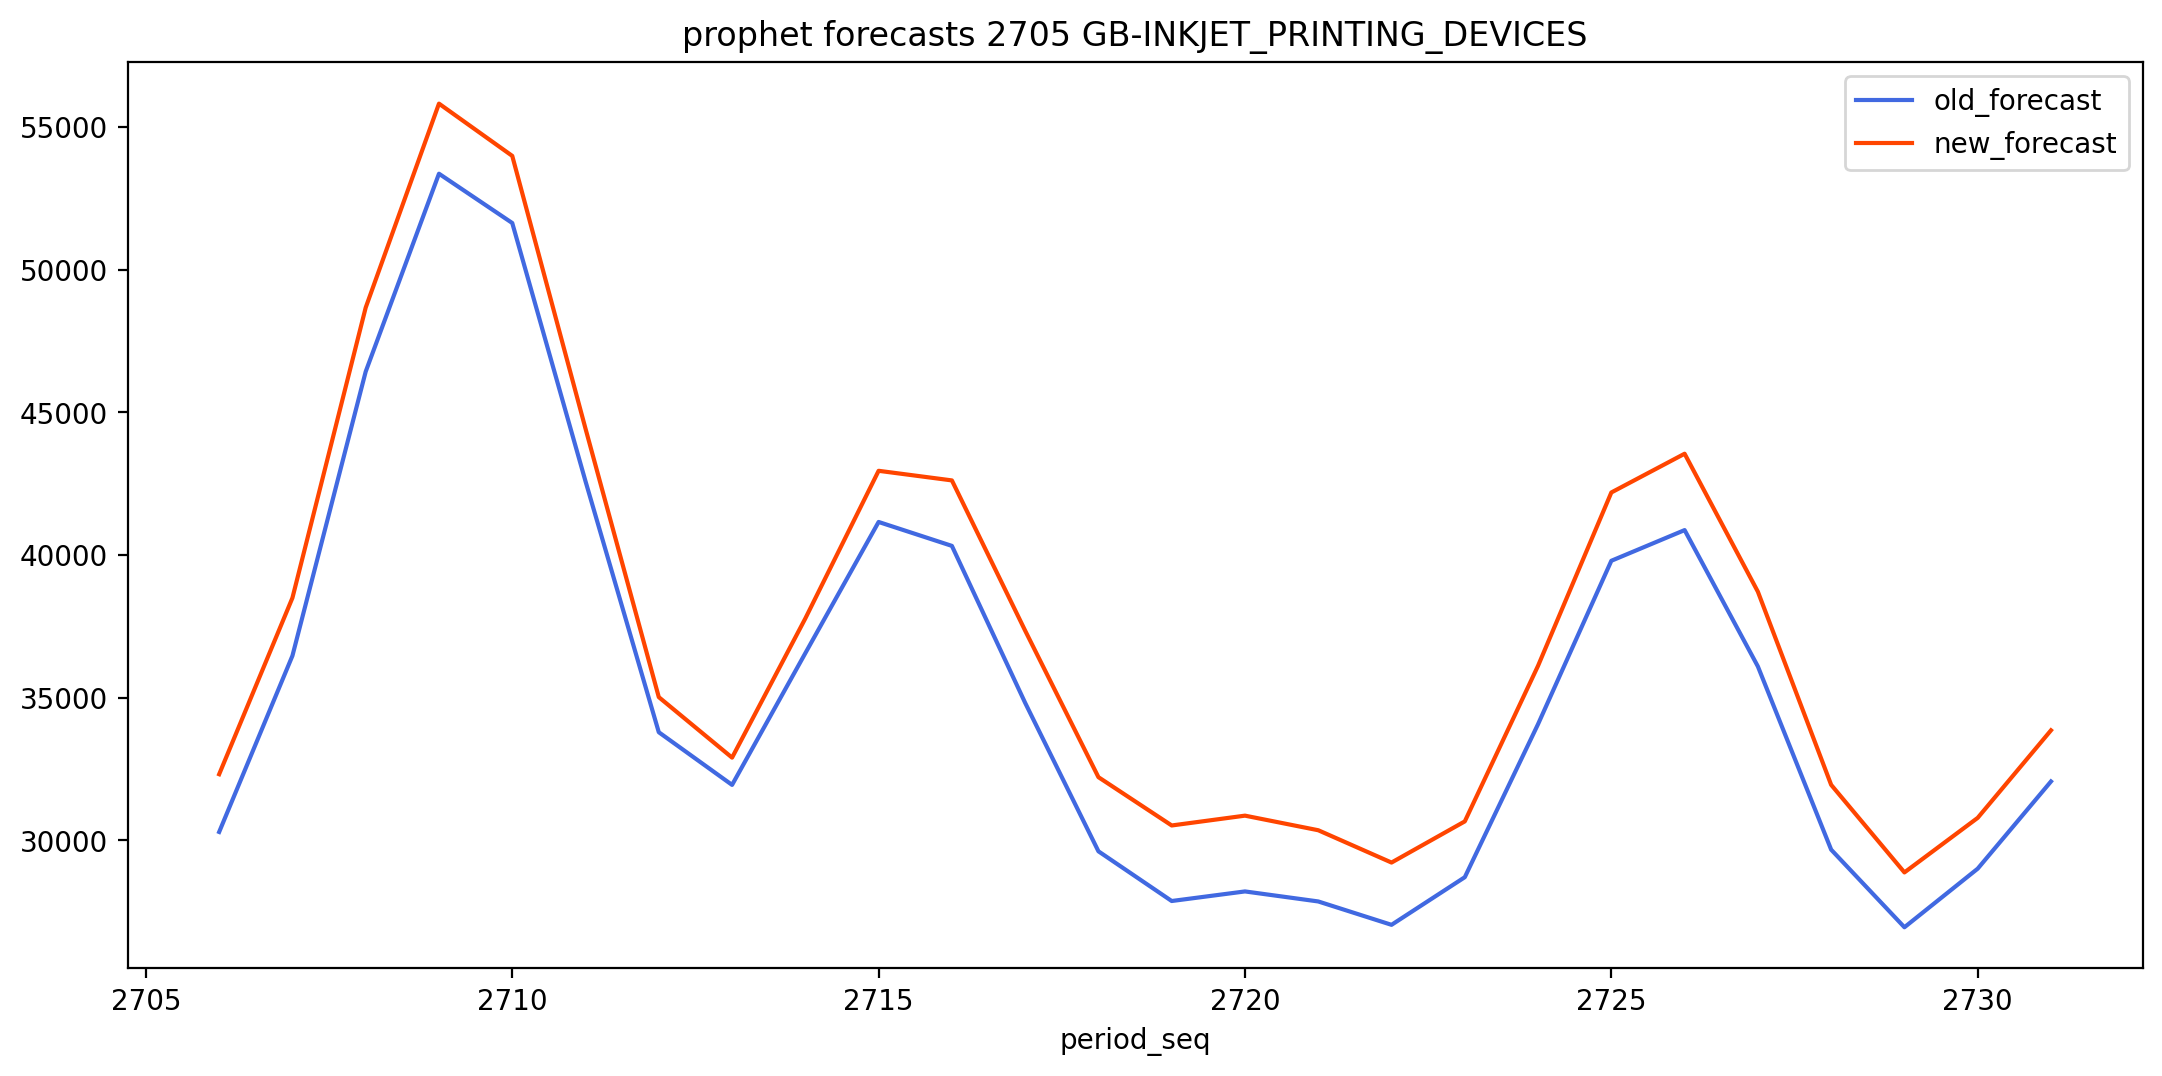 prophet forecasts 2705 GB-INKJET_PRINTING_DEVICES
old_forecast
new_forecast
55000
50000
45000
40000
35000
30000
2705 2710 2715 2720 2725 2730
period_seq